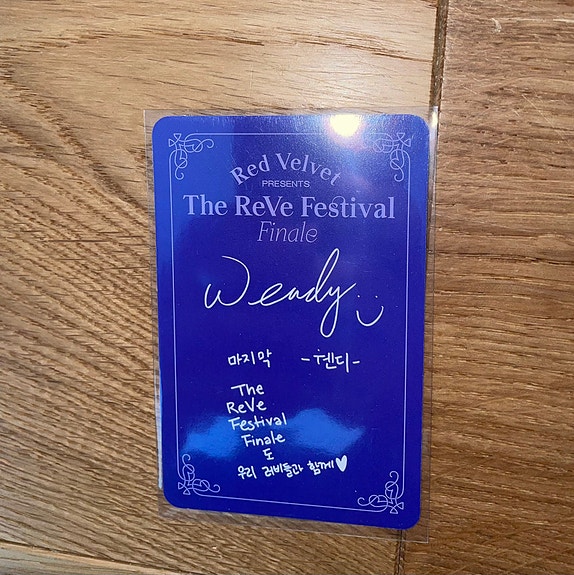 Red Velvet
PRESENTS
The ReVe Festival
Finale
Wendy
마지막 -웬디-
The
ReVe
Festival
Finale
도
우리 러비들과 함께♥